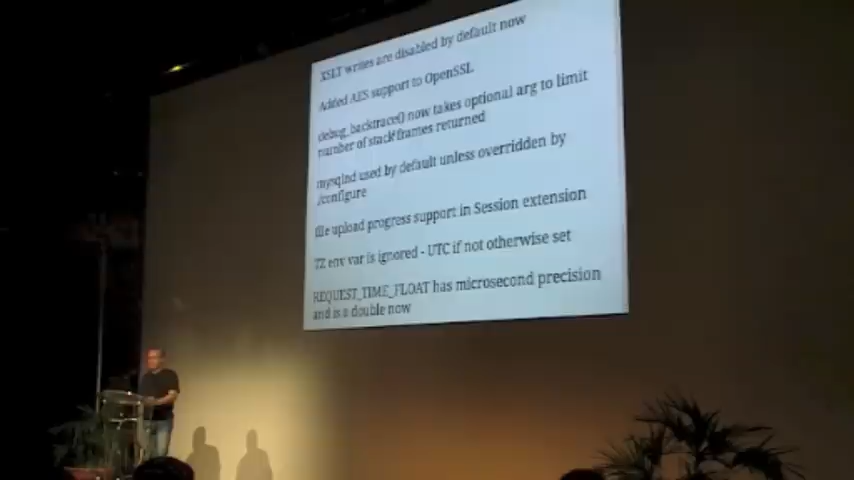 XSLT writes are disabled by default now
Added AES support to OpenSSL
debug_backtrace() now takes optional arg to limit
number of stack frames returned
mysqlnd used by default unless overridden by
./configure
file upload progress support in Session extension
TZ env var is ignored - UTC if not otherwise set
REQUEST_TIME_FLOAT has microsecond precision
and is a double now